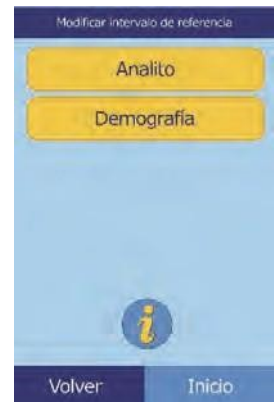 Modificar intervalo de referencia
Analito
Demografía
i
Volver Inicio